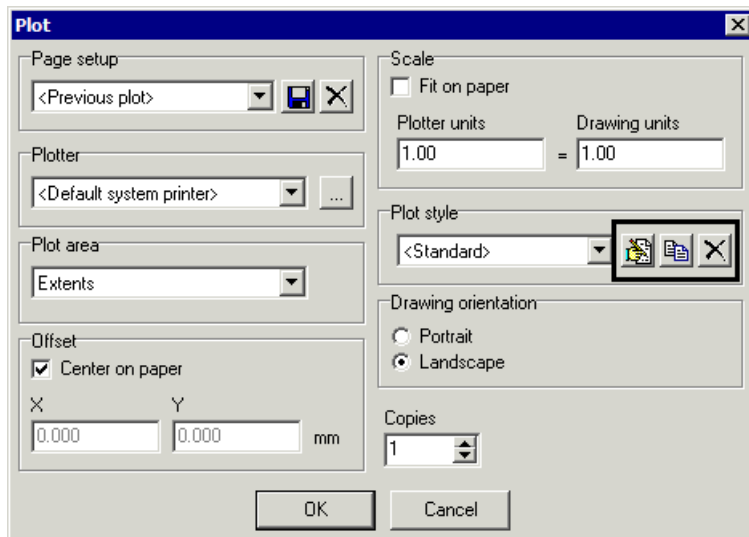 Plot
Page setup
<Previous plot>
Plotter
<Default system printer>
...
Plot area
Extents
Offset
Center on paper
X Y
0.000 0.000 mm
Scale
Fit on paper
Plotter units Drawing units
1.00 = 1.00
Plot style
<Standard>
Drawing orientation
Portrait
Landscape
Copies
1
OK Cancel